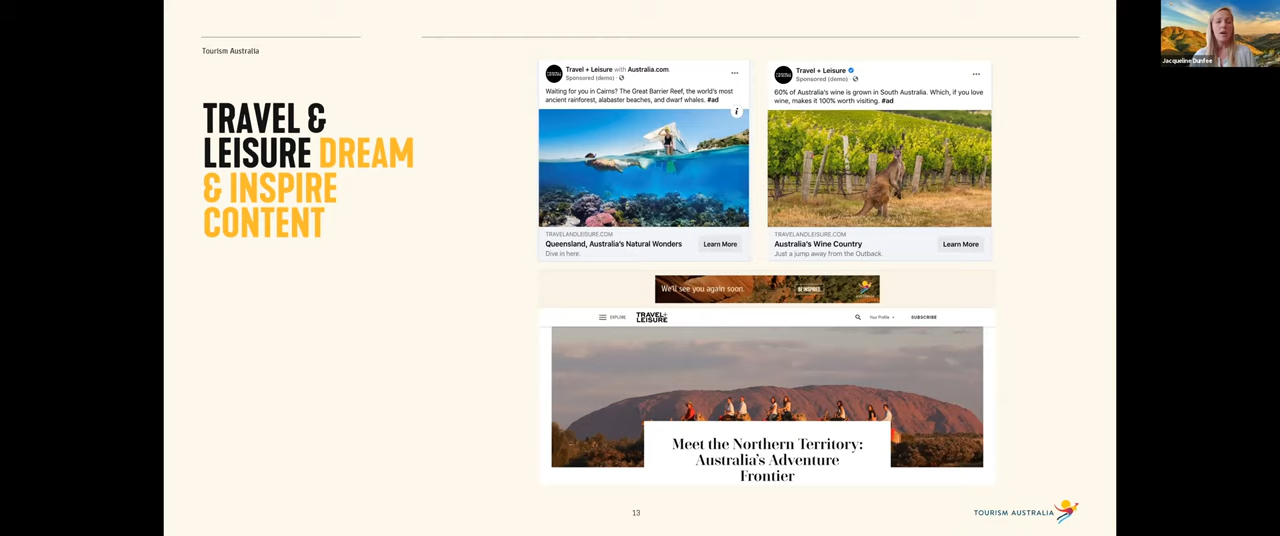 Tourism Australia
TRAVEL &
LEISURE DREAM
& INSPIRE
CONTENT
Travel + Leisure with Australia.com.
Sponsored (demo) ·
Waiting for you in Cairns? The Great Barrier Reef, the world's most
ancient rainforest, alabaster beaches, and dwarf whales. #ad
i
TRAVELANDLEISURE.COM
Queensland, Australia's Natural Wonders
Learn More
Dive in here.
Travel + Leisure
Sponsored (demo) ·
60% of Australia's wine is grown in South Australia. Which, if you love
wine, makes it 100% worth visiting. #ad
TRAVELANDLEISURE.COM
Australia's Wine Country
Learn More
Just a jump away from the Outback.
We'll see you again soon.
BE INSPIRED
AUSTRALIA
EXPLORE
TRAVEL+
LEISURE
Your Profile
SUBSCRIBE
Meet the Northern Territory:
Australia's Adventure
Frontier
13
TOURISM AUSTRALIA
Jacqueline Dunfee